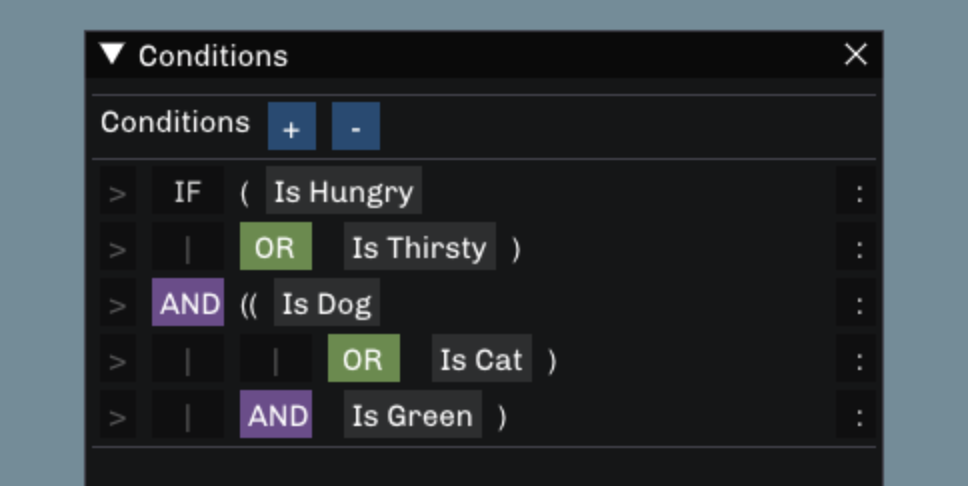 ▼ Conditions ×
Conditions + -
> IF ( Is Hungry :
> | OR Is Thirsty ) :
> AND (( Is Dog :
> | | OR Is Cat ) :
> | AND Is Green ) :